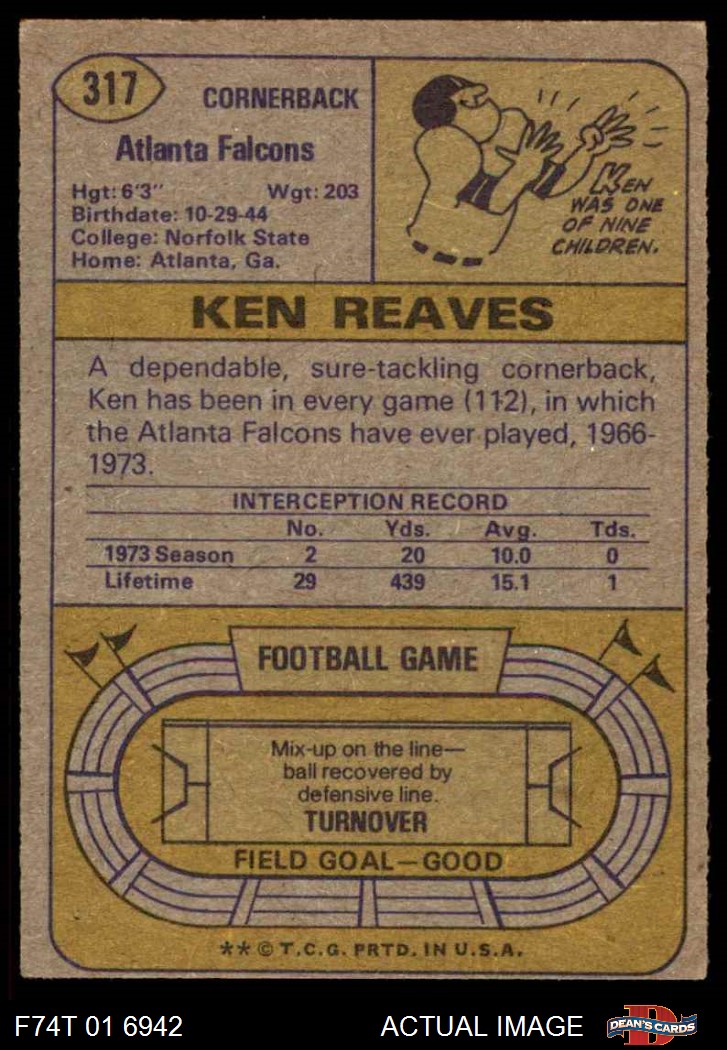 317
CORNERBACK
Atlanta Falcons
Hgt: 6'3" Wgt: 203
Birthdate: 10-29-44
College: Norfolk State
Home: Atlanta, Ga.
KEN
WAS ONE
OF NINE
CHILDREN.
KEN REAVES
A dependable, sure-tackling cornerback,
Ken has been in every game (112), in which
the Atlanta Falcons have ever played, 1966-
1973.
INTERCEPTION RECORD
No. Yds. Avg. Tds.
1973 Season 2 20 10.0 0
Lifetime 29 439 15.1 1
FOOTBALL GAME
Mix-up on the line—
ball recovered by
defensive line.
TURNOVER
FIELD GOAL—GOOD
** © T.C.G. PRTD. IN U.S.A.
F74T 01 6942 ACTUAL IMAGE
D
DEAN'S CARDS